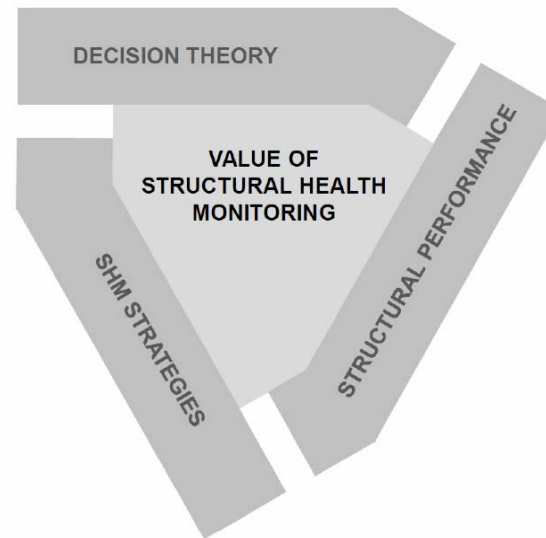 DECISION THEORY
VALUE OF
STRUCTURAL HEALTH
MONITORING
STRUCTURAL PERFORMANCE
SHM STRATEGIES